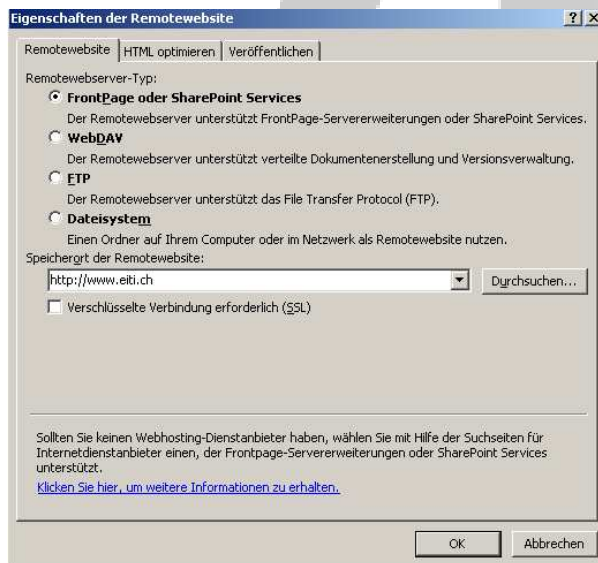 Eigenschaften der Remotewebsite
Remotewebsite HTML optimieren Veröffentlichen
Remotewebserver-Typ:
FrontPage oder SharePoint Services
Der Remotewebserver unterstützt FrontPage-Servererweiterungen oder SharePoint Services.
WebDAV
Der Remotewebserver unterstützt verteilte Dokumentenerstellung und Versionsverwaltung.
FTP
Der Remotewebserver unterstützt das File Transfer Protocol (FTP).
Dateisystem
Einen Ordner auf Ihrem Computer oder im Netzwerk als Remotewebsite nutzen.
Speicherort der Remotewebsite:
http://www.eiti.ch Durchsuchen...
Verschlüsselte Verbindung erforderlich (SSL)
Sollten Sie keinen Webhosting-Dienstanbieter haben, wählen Sie mit Hilfe der Suchseiten für
Internetdienstanbieter einen, der Frontpage-Servererweiterungen oder SharePoint Services
unterstützt.
Klicken Sie hier, um weitere Informationen zu erhalten.
OK Abbrechen